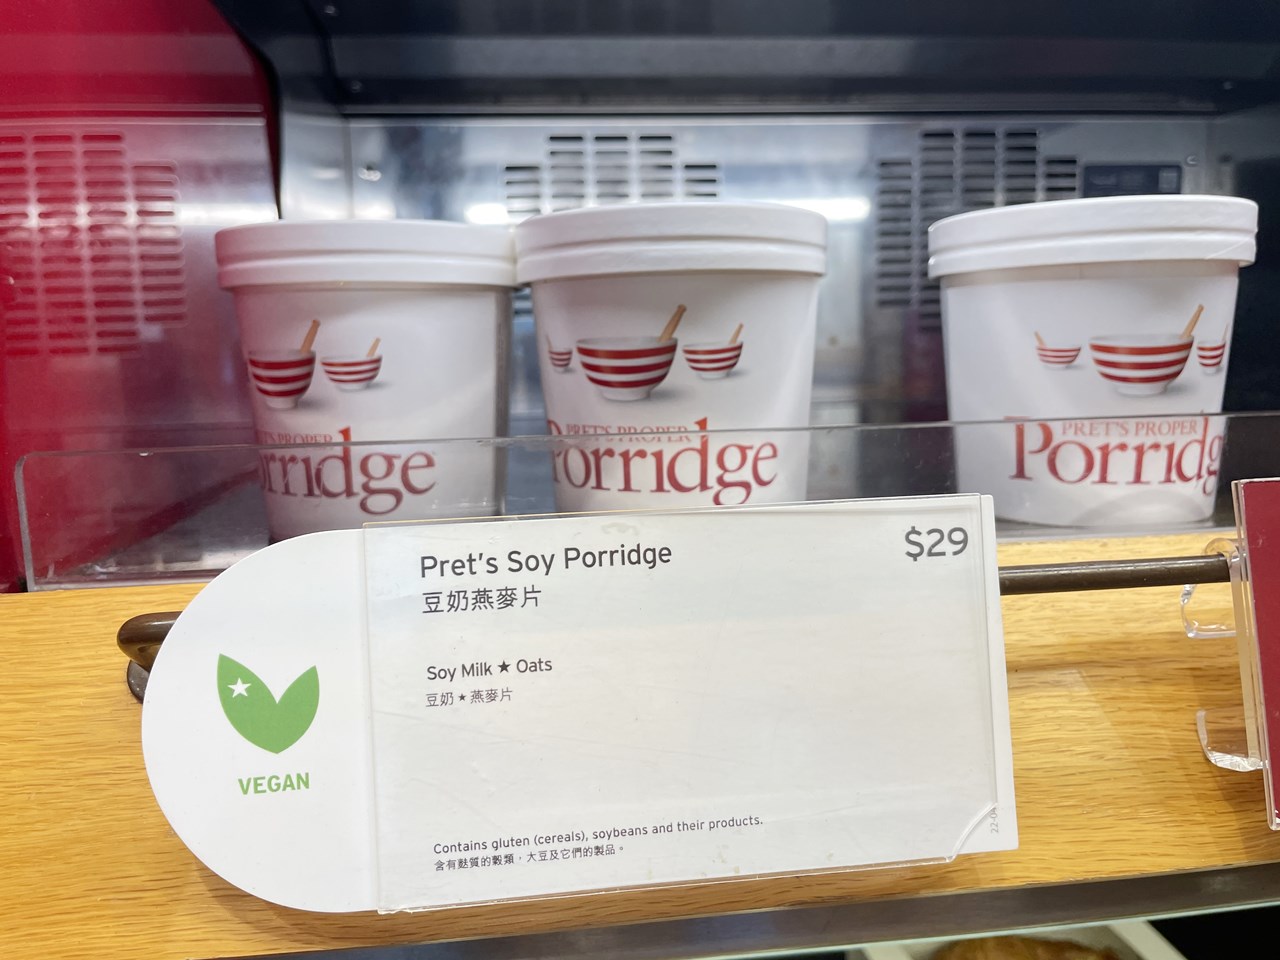 PRET'S PROPER
orridge
PRET'S PROPER
Porridge
PRET'S PROPER
Porridg
Pret's Soy Porridge
$29
豆奶燕麥片
Soy Milk ★ Oats
豆奶 ★ 燕麥片
VEGAN
Contains gluten (cereals), soybeans and their products.
含有麩質的穀類，大豆及它們的製品。